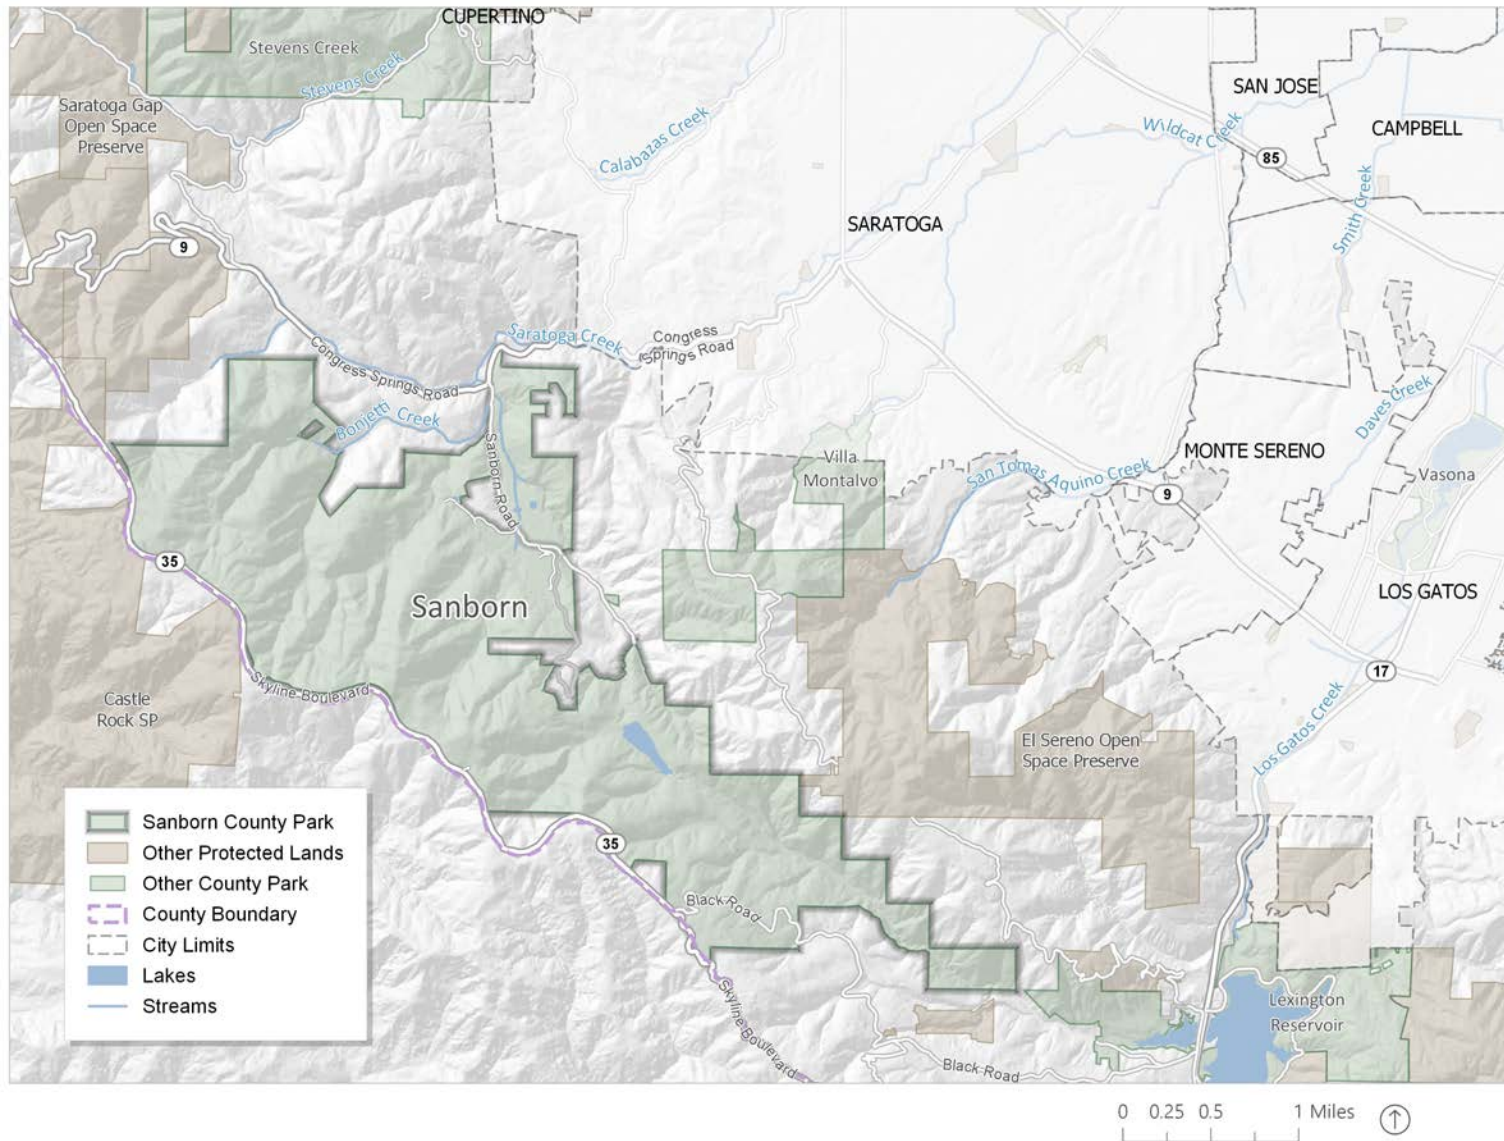 CUPERTINO
Stevens Creek
Stevens Creek
SAN JOSE
Saratoga Gap
Open Space
Preserve
Calabazas Creek
Wildcat Creek
CAMPBELL
85
Smith Creek
SARATOGA
9
Saratoga Creek
Congress
Springs Road
Congress Springs Road
Bonjetti Creek
Daves Creek
Sanborn Road
Villa
Montalvo
San Tomas Aquino Creek
MONTE SERENO
Vasona
9
35
Sanborn
LOS GATOS
17
Castle
Rock SP
Skyline Boulevard
Los Gatos Creek
El Sereno Open
Space Preserve
35
Black Road
Skyline Boulevard
Lexington
Reservoir
Black Road
Sanborn County Park
Other Protected Lands
Other County Park
County Boundary
City Limits
Lakes
Streams
0 0.25 0.5 1 Miles